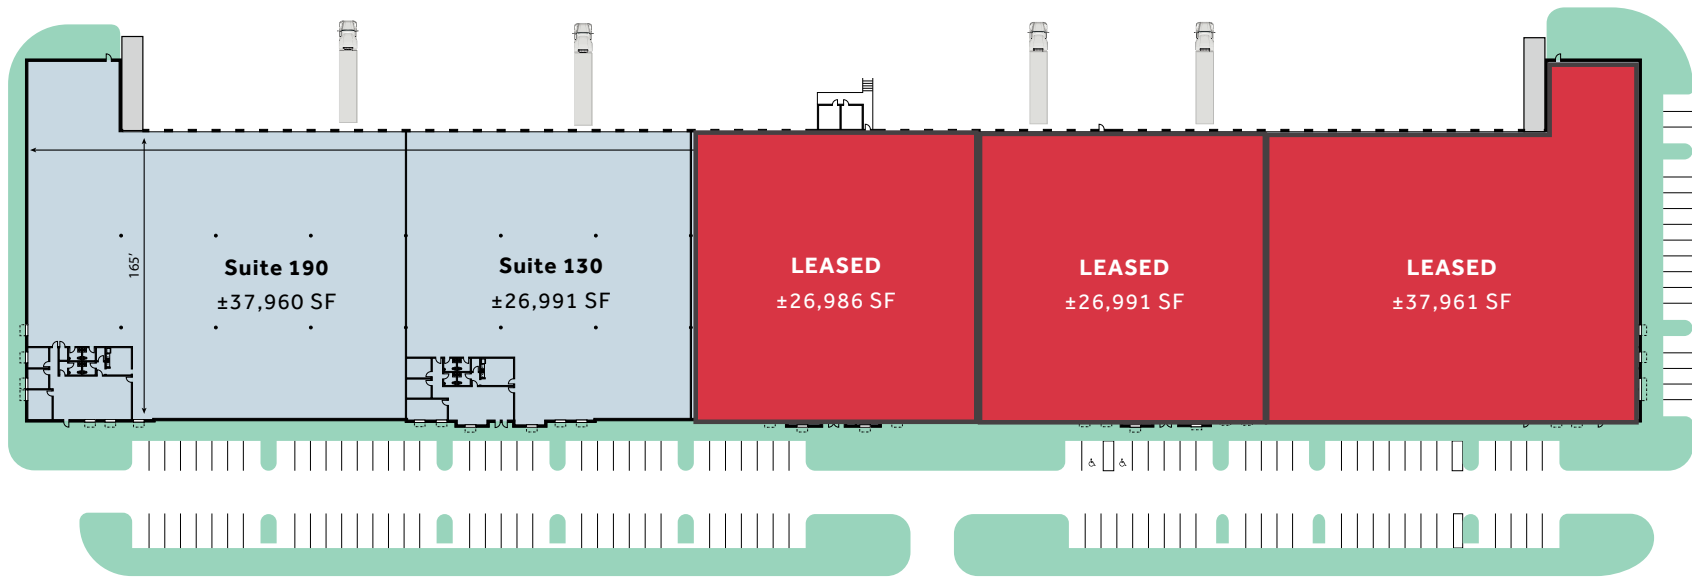 Suite 190
±37,960 SF
165'
Suite 130
±26,991 SF
LEASED
±26,986 SF
LEASED
±26,991 SF
LEASED
±37,961 SF